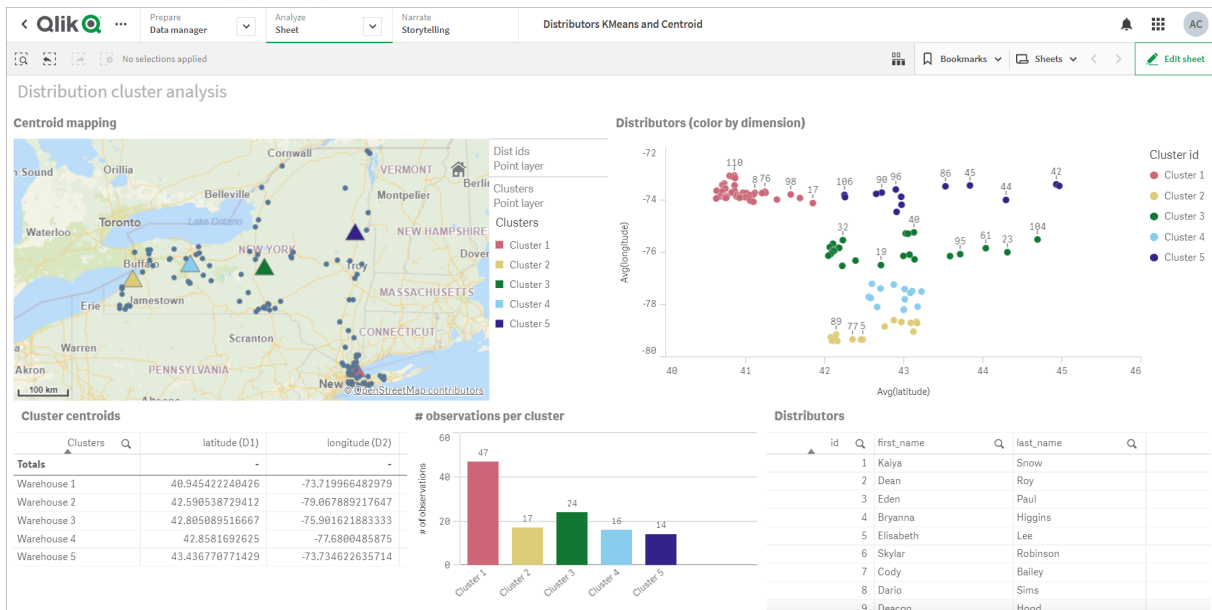 Qlik
Prepare
Data manager
Analyze
Sheet
Narrate
Storytelling
Distributors KMeans and Centroid
AC
No selections applied
Bookmarks
Sheets
Edit sheet
Distribution cluster analysis
Centroid mapping
Cornwall
n Sound
Orillia
VERMONT
Berlin
Montpelier
Belleville
Toronto
Lake Ontario
Waterloo
NEW HAMPSHIRE
NEW YORK
Dover
Buffalo
Troy
MASSACHUSETTS
Jamestown
Erie
CONNECTICUT
Scranton
Warren
a
Akron
PENNSYLVANIA
New
100 km
© OpenStreetMap contributors
Altoona
Dist ids
Point layer
Clusters
Point layer
Clusters
Cluster 1
Cluster 2
Cluster 3
Cluster 4
Cluster 5
Distributors (color by dimension)
-72
-74
-76
-78
-80
Avg(longitude)
110
8 76
98
17
106
90 96
86
45
44
42
32
19
40
95
61
23
104
89
77 5
40 41 42 43 44 45 46
Avg(latitude)
Cluster id
Cluster 1
Cluster 2
Cluster 3
Cluster 4
Cluster 5
Cluster centroids
Clusters latitude (D1) longitude (D2)
Totals - -
Warehouse 1 40.945422240426 -73.719966482979
Warehouse 2 42.590538729412 -79.067889217647
Warehouse 3 42.805089516667 -75.901621883333
Warehouse 4 42.8581692625 -77.6800485875
Warehouse 5 43.436770771429 -73.734622635714
# observations per cluster
# of observations
60
40
20
0
47
17
24
16
14
Cluster 1
Cluster 2
Cluster 3
Cluster 4
Cluster 5
Distributors
id first_name last_name
1 Kaiya Snow
2 Dean Roy
3 Eden Paul
4 Bryanna Higgins
5 Elisabeth Lee
6 Skylar Robinson
7 Cody Bailey
8 Dario Sims
9 Deacon Hood